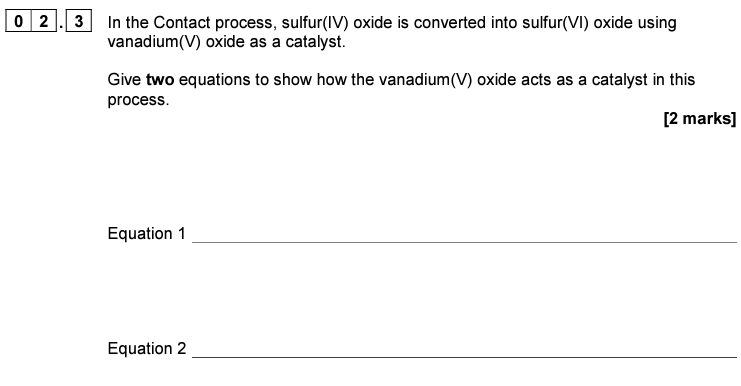 02.3 In the Contact process, sulfur(IV) oxide is converted into sulfur(VI) oxide using
vanadium(V) oxide as a catalyst.
Give two equations to show how the vanadium(V) oxide acts as a catalyst in this
process.
[2 marks]
Equation 1
Equation 2